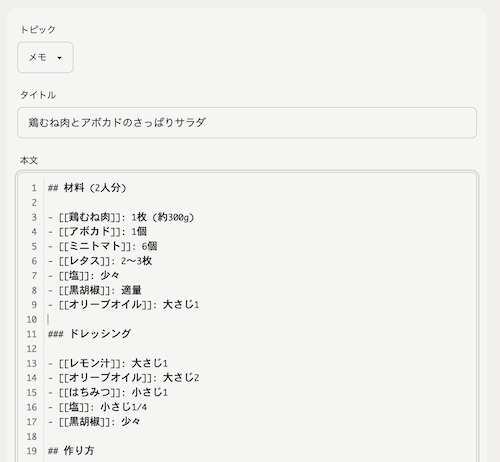 トピック
メモ
タイトル
鶏むね肉とアボカドのさっぱりサラダ
本文
1 ## 材料 (2人分)
2
3 - [[鶏むね肉]]: 1枚 (約300g)
4 - [[アボカド]]: 1個
5 - [[ミニトマト]]: 6個
6 - [[レタス]]: 2〜3枚
7 - [[塩]]: 少々
8 - [[黒胡椒]]: 適量
9 - [[オリーブオイル]]: 大さじ1
10
11 ### ドレッシング
12
13 - [[レモン汁]]: 大さじ1
14 - [[オリーブオイル]]: 大さじ2
15 - [[はちみつ]]: 小さじ1
16 - [[塩]]: 小さじ1/4
17 - [[黒胡椒]]: 少々
18
19 ## 作り方